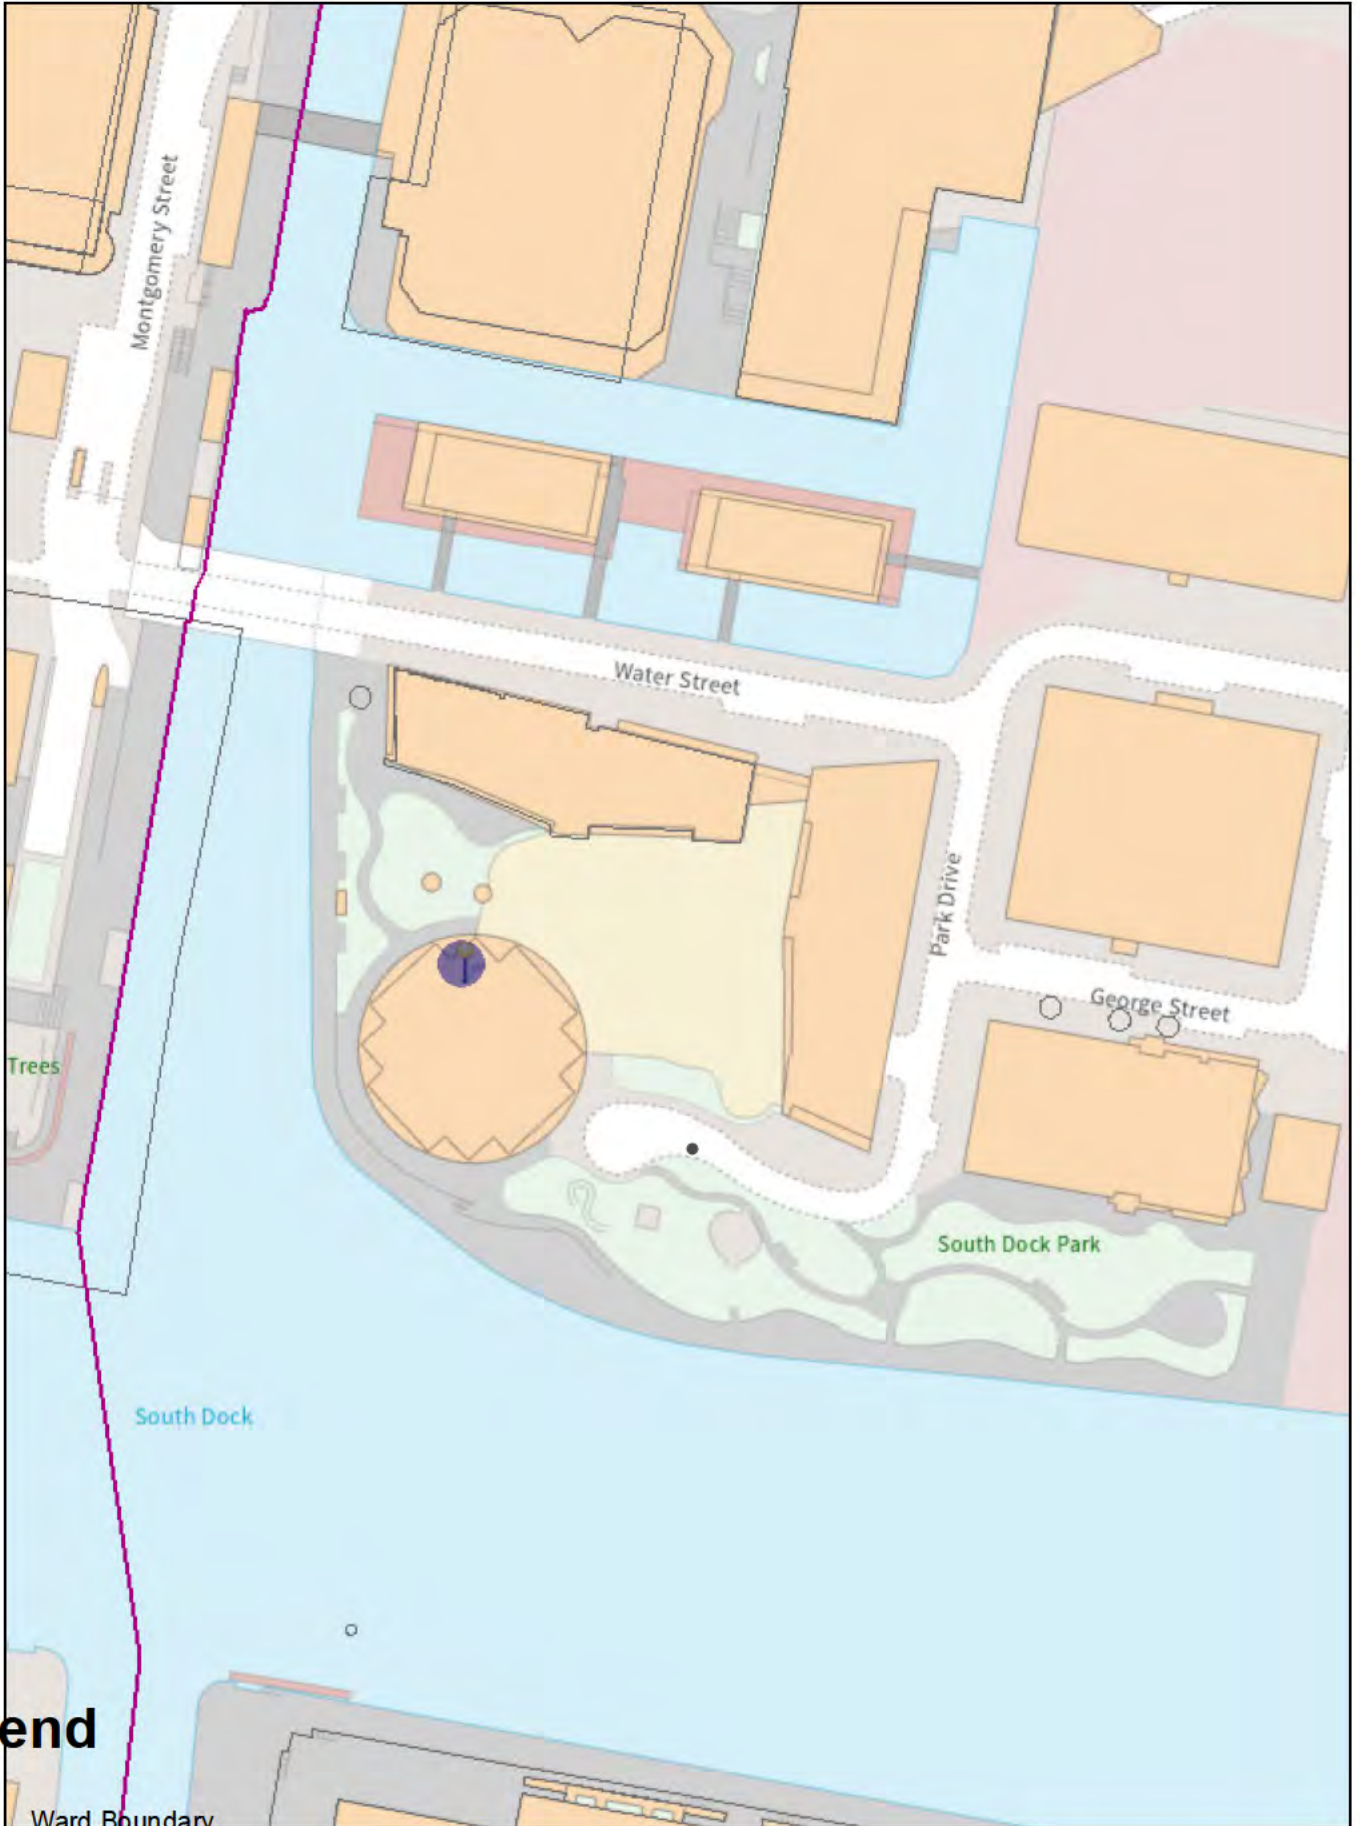 Montgomery Street
Water Street
Park Drive
George Street
Trees
South Dock Park
South Dock
end
Ward Boundary